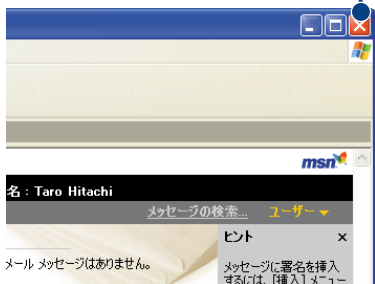 msn
名 : Taro Hitachi
メッセージの検索... ユーザー
ヒント ×
メール メッセージはありません。
メッセージに署名を挿入
するには、[挿入] メニュー